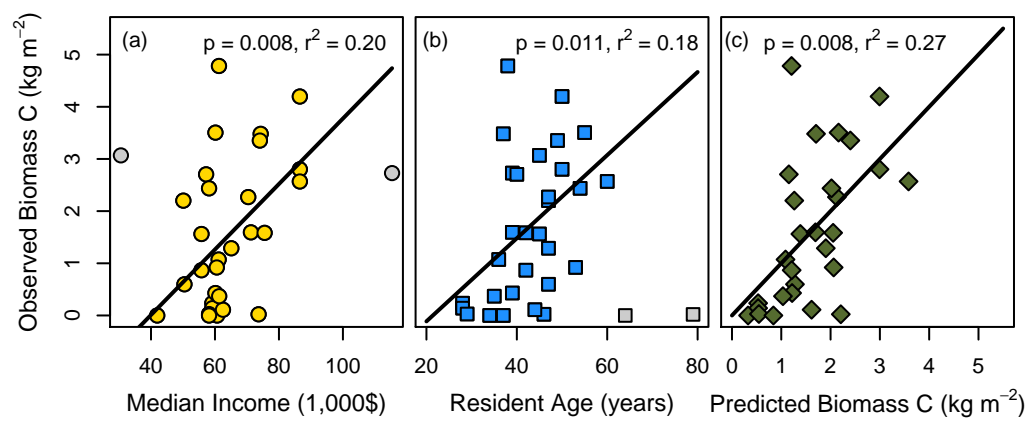 (a)
p = 0.008, r² = 0.20
(b)
p = 0.011, r² = 0.18
(c)
p = 0.008, r² = 0.27
Observed Biomass C (kg m⁻²)
5
4
3
2
1
0
40 60 80 100
20 40 60 80
0 1 2 3 4 5
Median Income (1,000$)
Resident Age (years)
Predicted Biomass C (kg m⁻²)